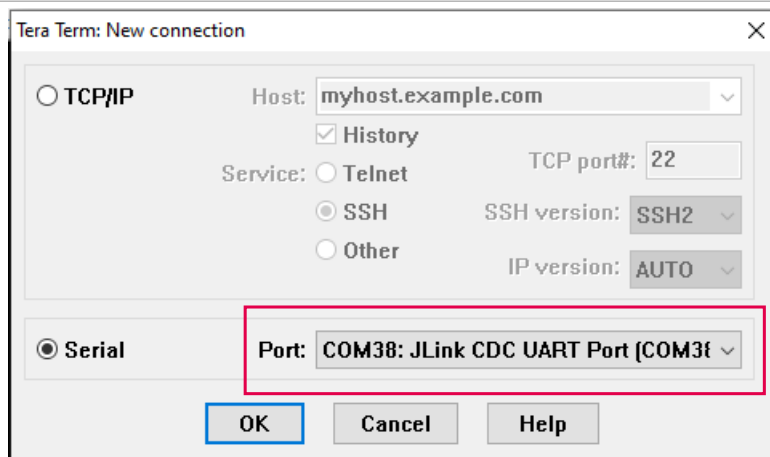 Tera Term: New connection
TCP/IP
Host: myhost.example.com
History
Service: Telnet
TCP port#: 22
SSH
SSH version: SSH2
Other
IP version: AUTO
Serial
Port: COM38: JLink CDC UART Port (COM38
OK
Cancel
Help